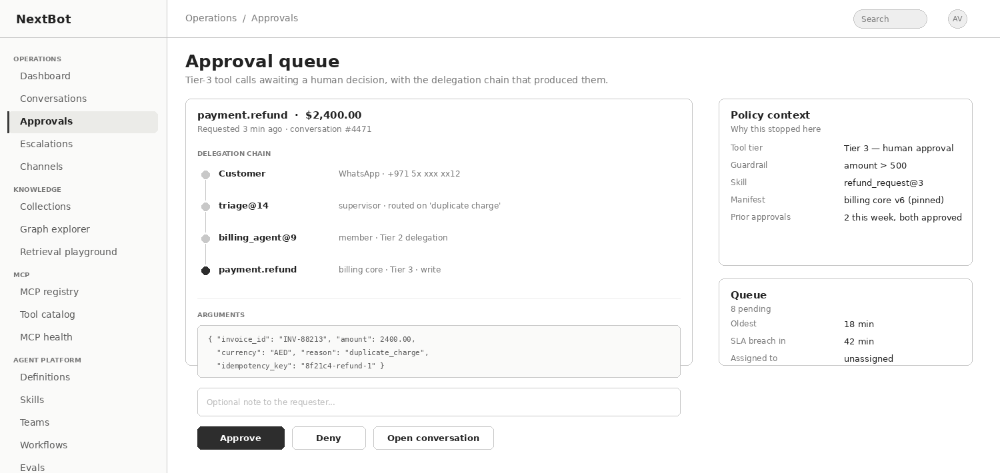 NextBot
Operations / Approvals
Search
AV
OPERATIONS
Dashboard
Conversations
Approvals
Escalations
Channels
KNOWLEDGE
Collections
Graph explorer
Retrieval playground
MCP
MCP registry
Tool catalog
MCP health
AGENT PLATFORM
Definitions
Skills
Teams
Workflows
Evals
Approval queue
Tier-3 tool calls awaiting a human decision, with the delegation chain that produced them.
payment.refund · $2,400.00
Requested 3 min ago · conversation #4471
DELEGATION CHAIN
Customer WhatsApp · +971 5x xxx xx12
triage@14 supervisor · routed on 'duplicate charge'
billing_agent@9 member · Tier 2 delegation
payment.refund billing core · Tier 3 · write
ARGUMENTS
{ "invoice_id": "INV-88213", "amount": 2400.00,
"currency": "AED", "reason": "duplicate_charge",
"idempotency_key": "8f21c4-refund-1" }
Optional note to the requester...
Approve Deny Open conversation
Policy context
Why this stopped here
Tool tier Tier 3 — human approval
Guardrail amount > 500
Skill refund_request@3
Manifest billing core v6 (pinned)
Prior approvals 2 this week, both approved
Queue
8 pending
Oldest 18 min
SLA breach in 42 min
Assigned to unassigned